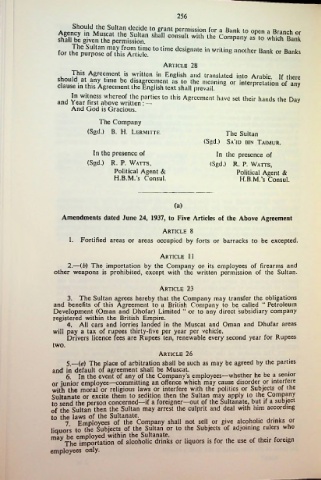 256
Should the Sultan decide to grant permission for a Bank to open a Branch or
Agency in Muscat the Sultan shall consult with the Company as to which Bank
shall be given the permission.
The Sultan may from time to time designate in writing another Bank or Banks
for the purpose of this Article.
ARTICLE 28
This Agreement is written in English and translated into Arabic. If there
should at any time be disagreement as to the meaning or interpretation of any
clause in this Agreement the English text shall prevail.
In witness whereof the parties to this Agreement have set their hands the Day
and Year first above written :—
And God is Gracious.
The Company
(Sgd.) B. H. LERMITTE
The Sultan
(Sgd.) SA'ID BIN TAIMUR.
In the presence of
(Sgd.) R. P. WATTS,
Political Agent &
H.B.M.'s Consul.
In the presence of
(Sgd.) R. P. WATTS,
Political Agent &
H.B.M.'s Consul.
(a)
Amendments dated June 24, 1937, to Five Articles of the Above Agreement
ARTICLE 8
1. Fortified areas or areas occupied by forts or barracks to be excepted.
ARTICLE 11
2.—(b) The importation by the Company or its employees of firearms and
other weapons is prohibited, except with the written permission of the Sultan.
ARTICLE 23
3. The Sultan agrees hereby that the Company may transfer the obligations
and benefits of this Agreement to a British Company to be called " Petroleum
Development (Oman and Dhofar) Limited " or to any direct subsidiary company
registered within the British Empire.
4. All cars and lorries landed in the Muscat and Oman and Dhufar areas
will pay a tax of rupees thirty-five per year per vehicle.
Drivers licence fees are Rupees ten, renewable every second year for Rupees
two.
ARTICLE 26
5.—(e) The place of arbitration shall be such as may be agreed by the parties
and in default of agreement shall be Muscat.
6. In the event of any of the Company's employees—whether he be a senior
or junior employee—committing an offence which may cause disorder or interfere
with the moral or religious laws or interfere with the politics or Subjects of the
Sultanate or excite them to sedition then the Sultan may apply to the Company
to send the person concerned—if a foreigner—out of the Sultanate, but if a subject
of the Sultan then the Sultan may arrest the culprit and deal with him according
to the laws of the Sultanate.
7. Employees of the Company shall not sell or give alcoholic drinks or
liquors to the Subjects of the Sultan or to the Subjects of adjoining rulers who
may be employed within the Sultanate.
The importation of alcoholic drinks or liquors is for the use of their foreign
employees only.